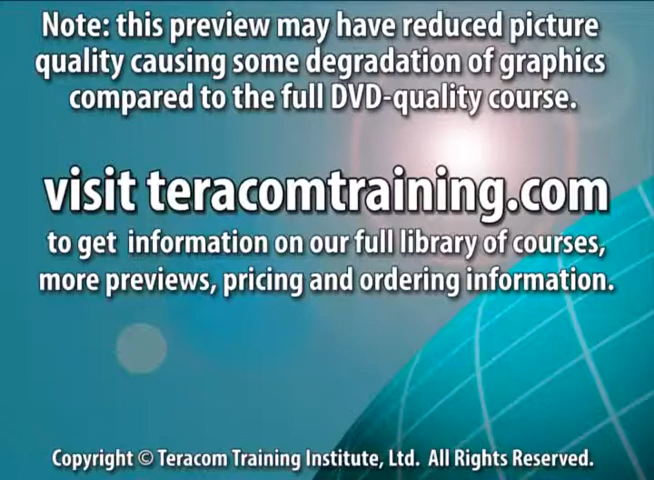 Note: this preview may have reduced picture
quality causing some degradation of graphics
compared to the full DVD-quality course.
visit teracomtraining.com
to get information on our full library of courses,
more previews, pricing and ordering information.
Copyright © Teracom Training Institute, Ltd. All Rights Reserved.